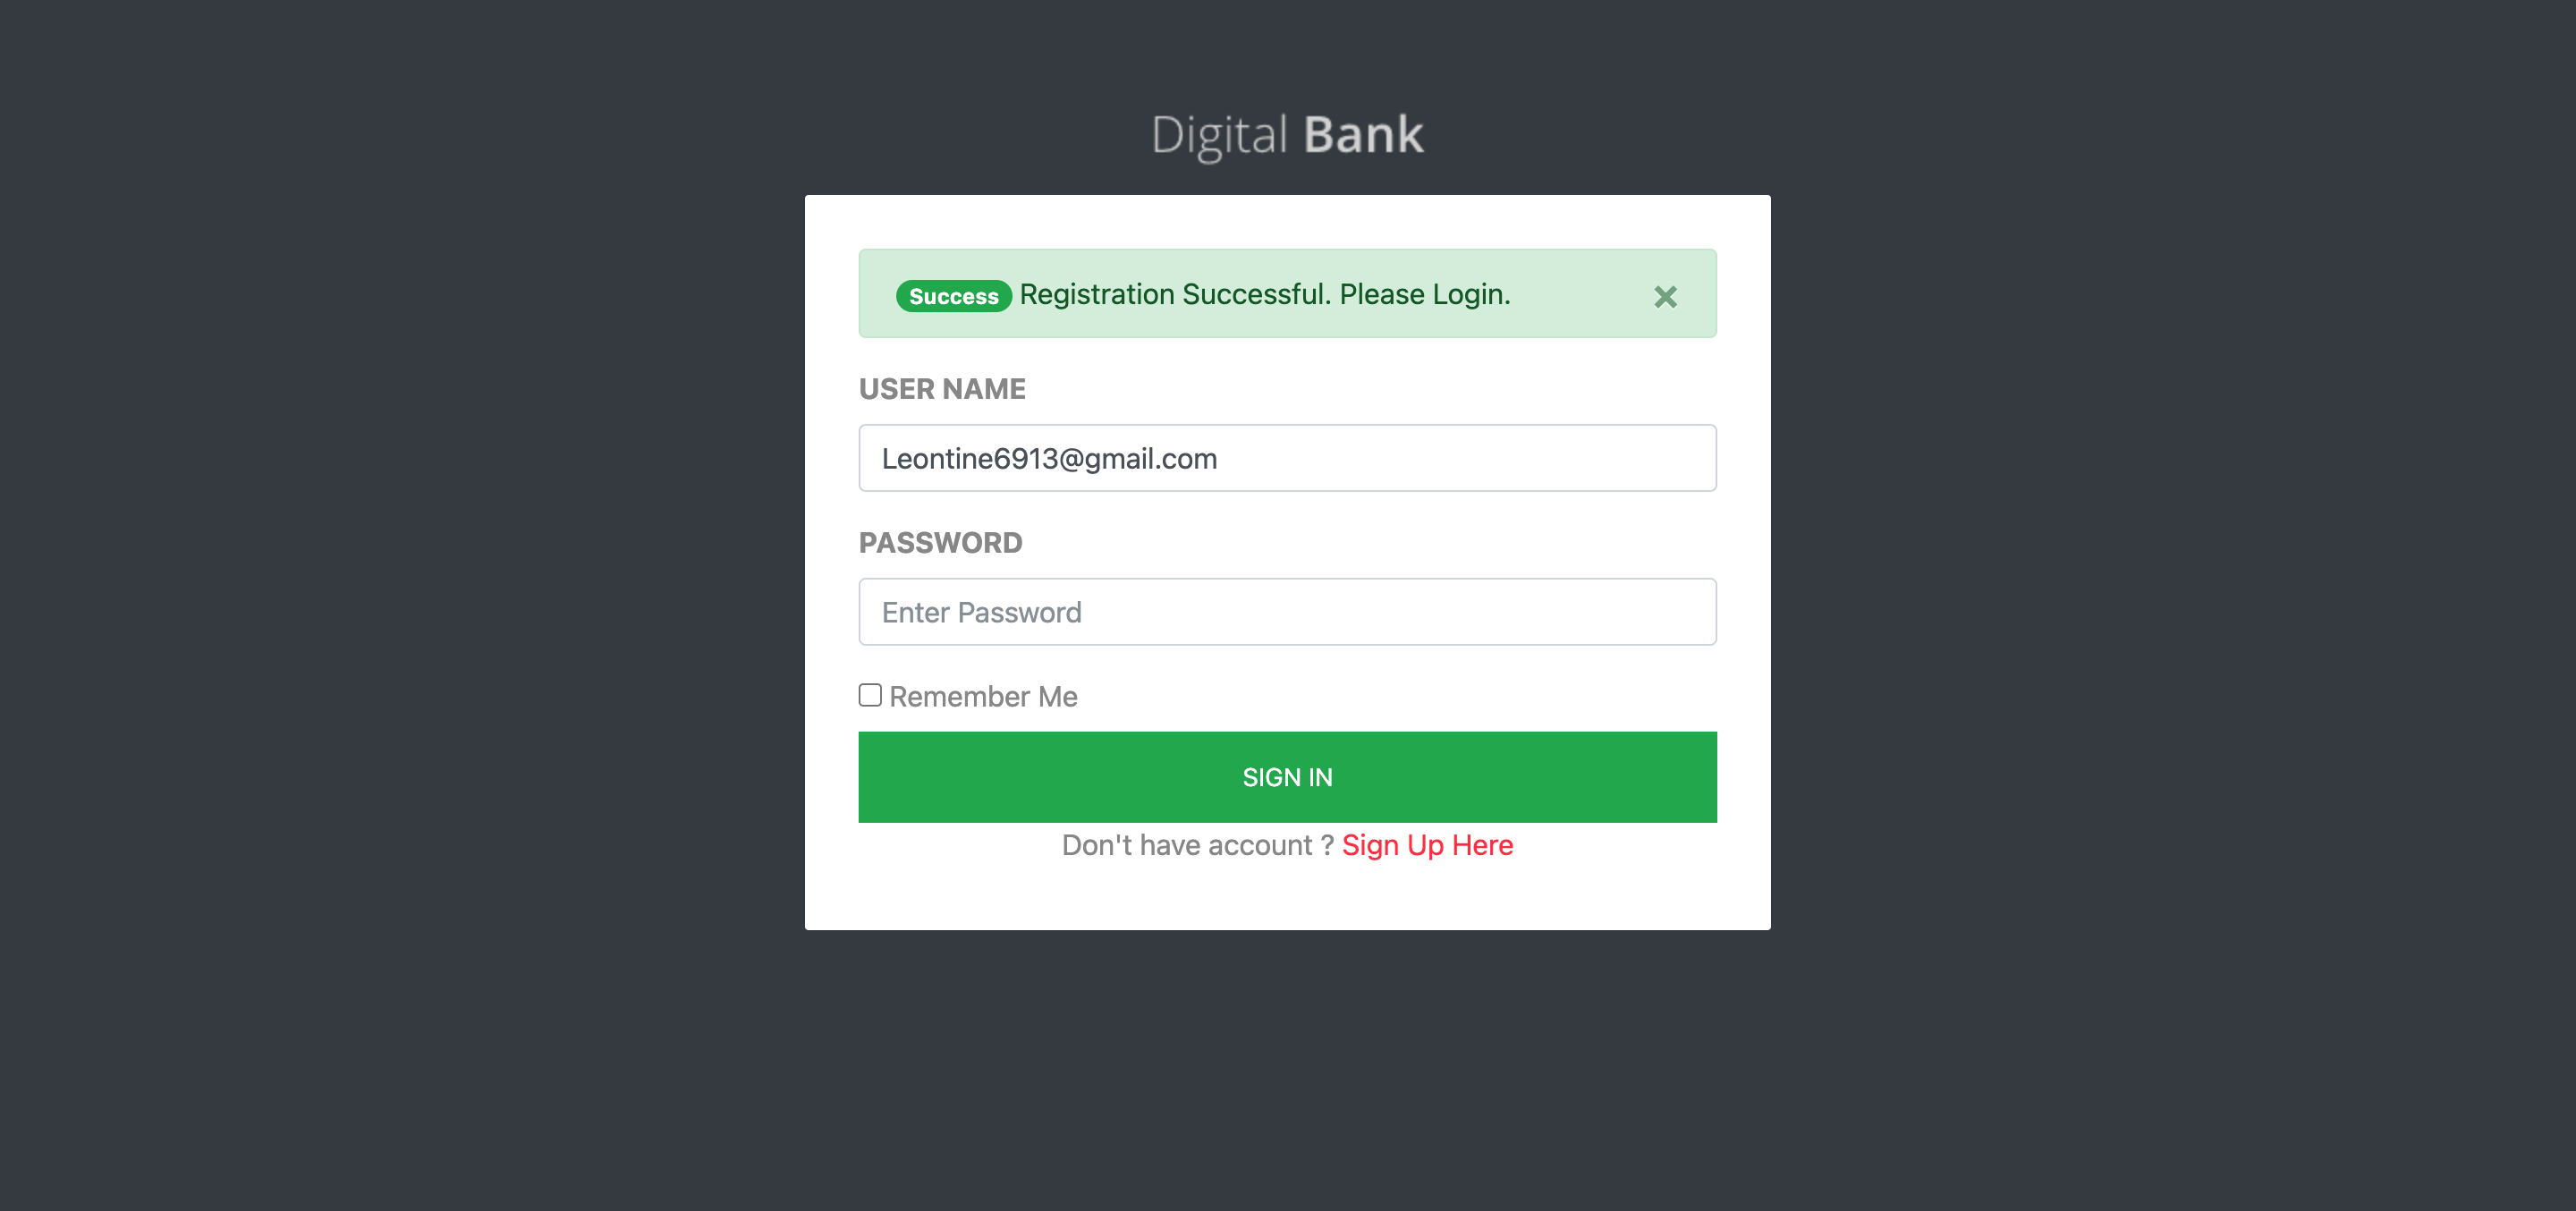 Digital Bank
Success Registration Successful. Please Login. ×
USER NAME
Leontine6913@gmail.com
PASSWORD
Enter Password
Remember Me
SIGN IN
Don't have account ? Sign Up Here